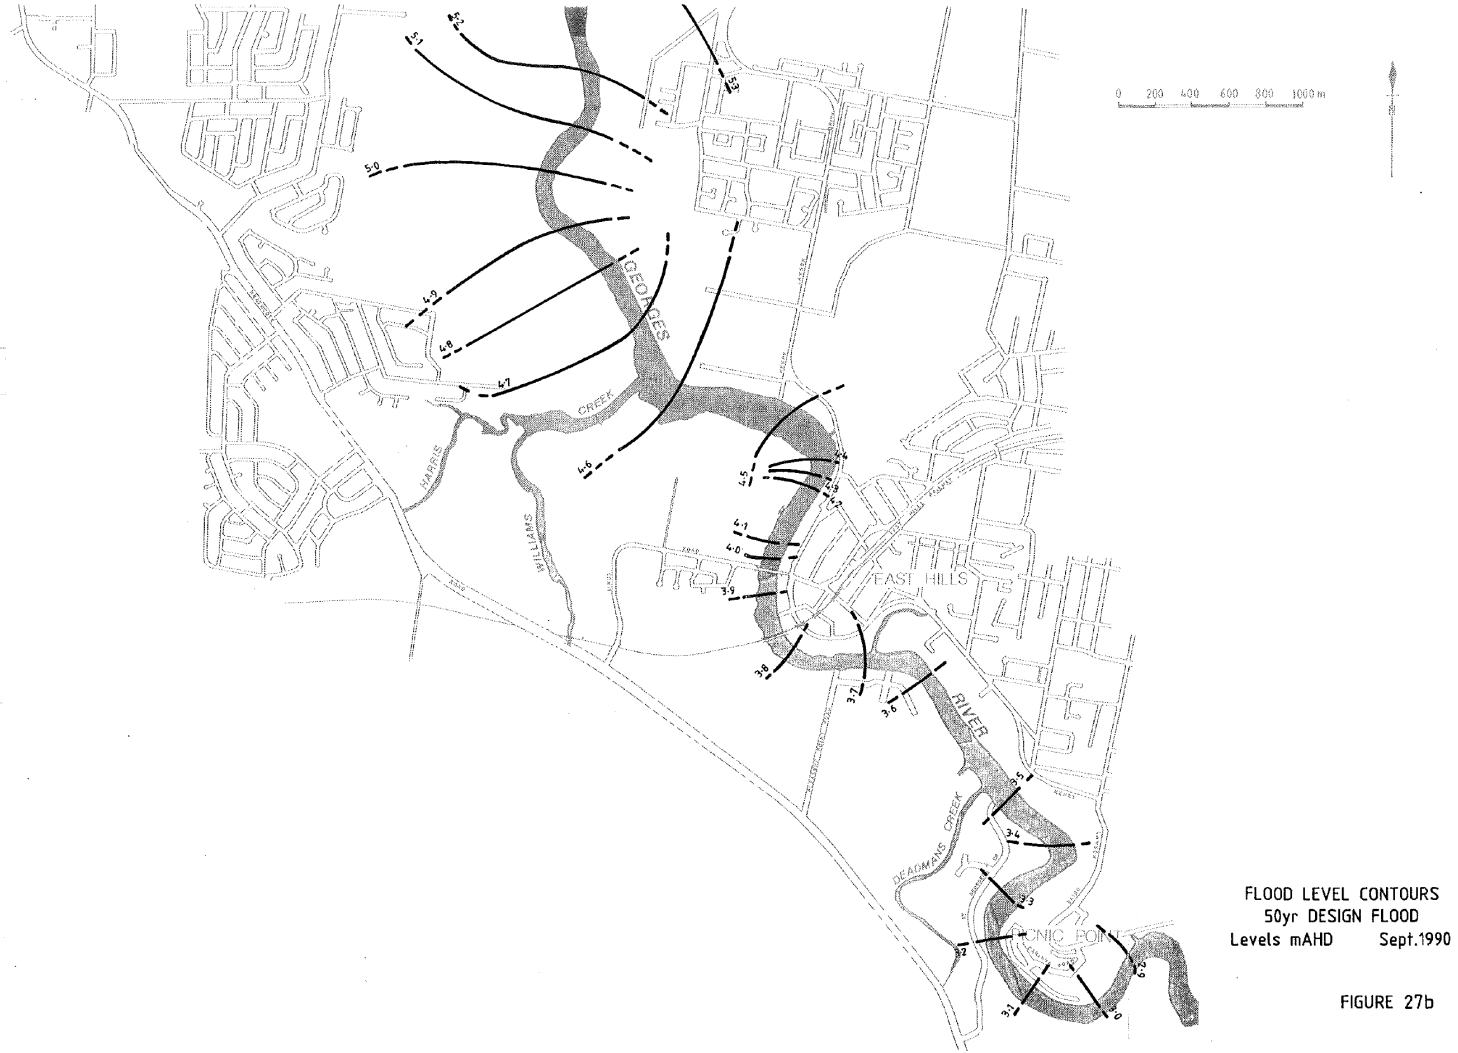 5·2
5·1
5·3
0 200 400 600 800 1000 m
5·0
4·9
GEORGES
4·8
4·7
CREEK
HARRIS
4·6
4·5
4·4
4·3
4·2
WILLIAMS
4·1
4·0
ROAD
EAST HILLS
ROAD
3·9
3·8
3·7
3·6
RIVER
3·5
DEADMANS CREEK
3·4
3·3
3·2
PICNIC POINT
2·9
3·1
3·0
FLOOD LEVEL CONTOURS
50yr DESIGN FLOOD
Levels mAHD Sept.1990
FIGURE 27b